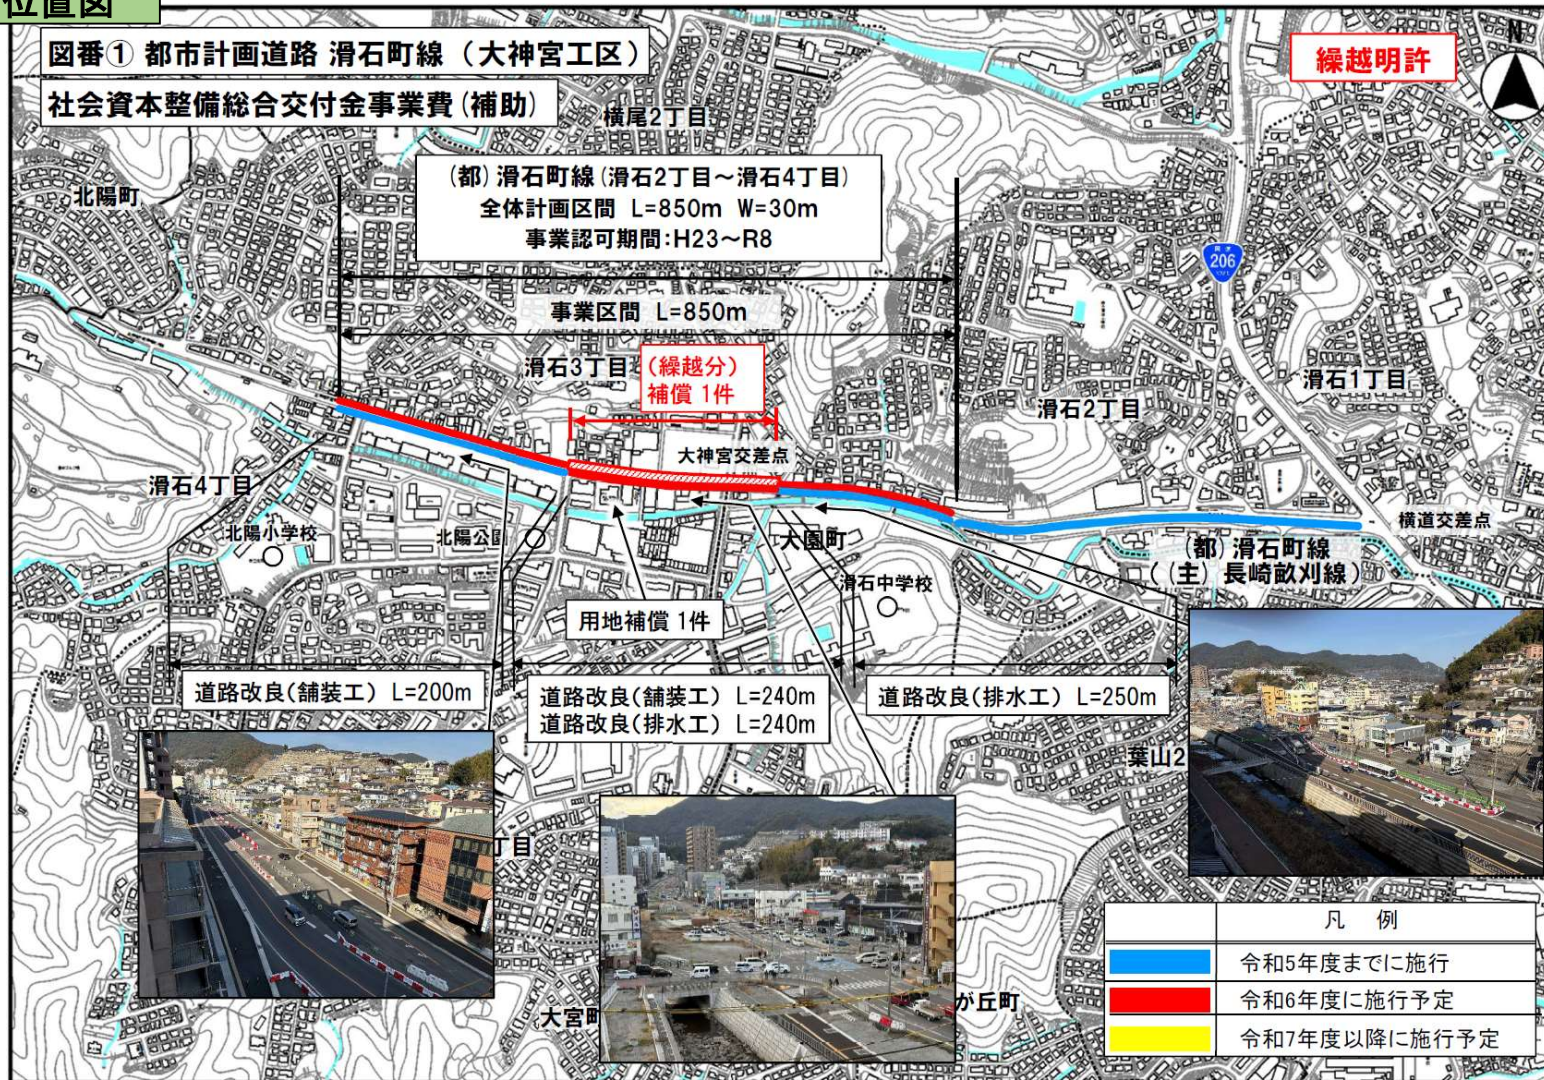 位置図
図番① 都市計画道路 滑石町線 （大神宮工区）
社会資本整備総合交付金事業費(補助)
繰越明許
N
横尾2丁目
北陽町
(都)滑石町線(滑石2丁目～滑石4丁目)
全体計画区間 L=850m W=30m
事業認可期間:H23～R8
206
事業区間 L=850m
滑石3丁目
(繰越分)
補償 1件
滑石1丁目
滑石2丁目
大神宮交差点
滑石4丁目
北陽小学校
北陽公園
大園町
横道交差点
(都)滑石町線
((主)長崎畝刈線)
滑石中学校
用地補償 1件
道路改良(舗装工) L=200m
道路改良(舗装工) L=240m
道路改良(排水工) L=240m
道路改良(排水工) L=250m
葉山2
丁目
大宮町
が丘町
凡 例
令和5年度までに施行
令和6年度に施行予定
令和7年度以降に施行予定